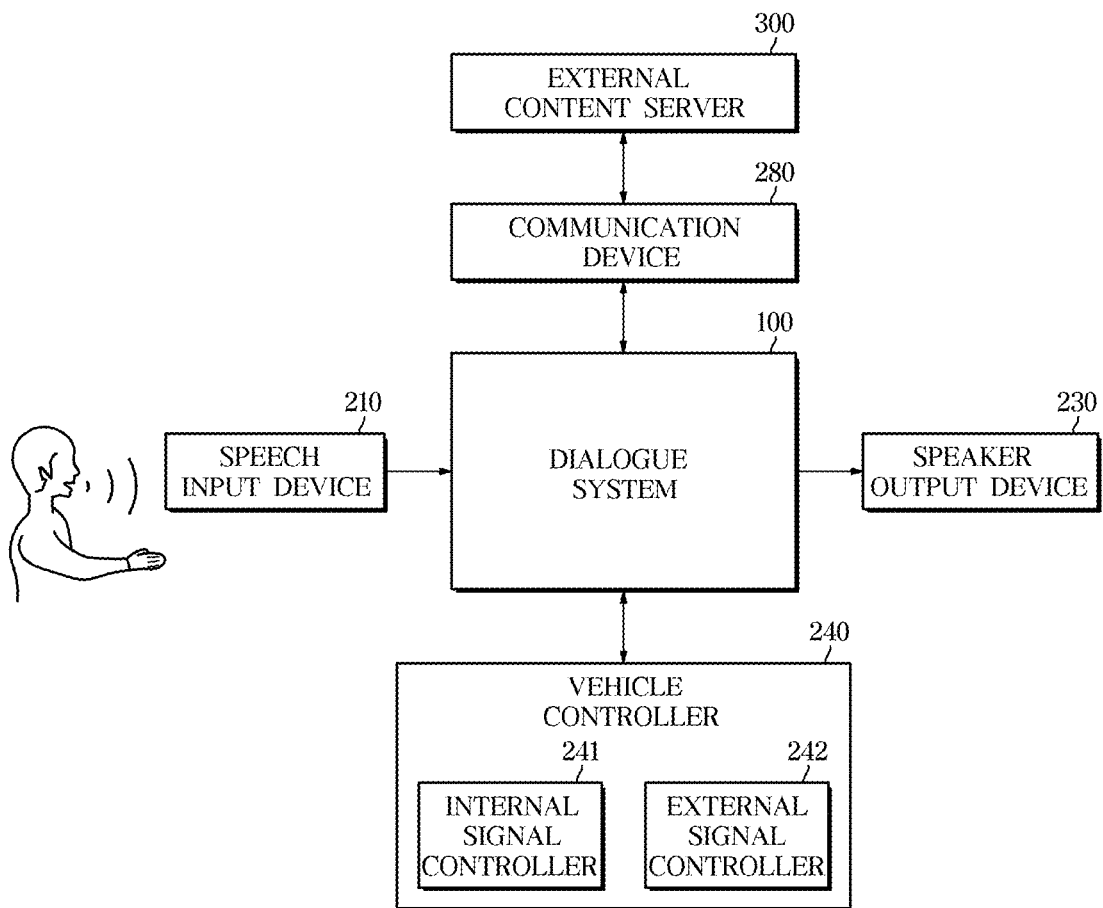 300
EXTERNAL
CONTENT SERVER
280
COMMUNICATION
DEVICE
100
DIALOGUE
SYSTEM
210
SPEECH
INPUT DEVICE
230
SPEAKER
OUTPUT DEVICE
240
VEHICLE
CONTROLLER
241
INTERNAL
SIGNAL
CONTROLLER
242
EXTERNAL
SIGNAL
CONTROLLER